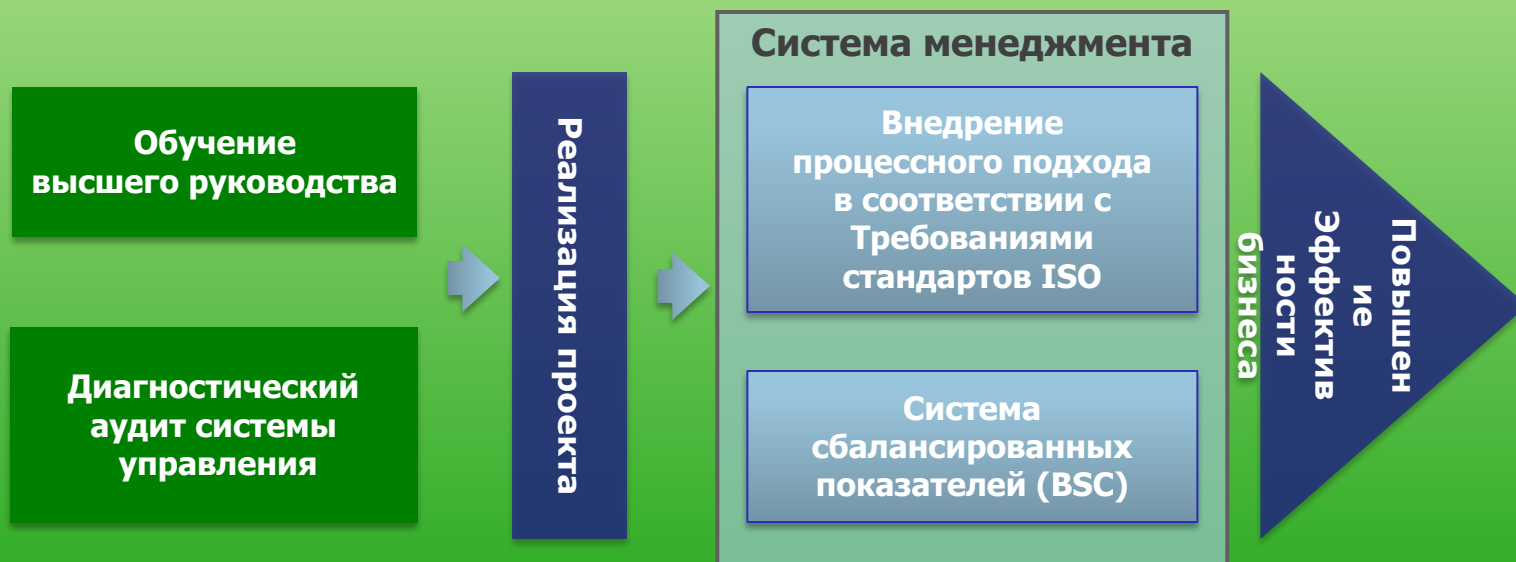 Обучение
высшего руководства
Диагностический
аудит системы
управления
Реализация проекта
Система менеджмента
Внедрение
процессного подхода
в соответствии с
Требованиями
стандартов ISO
Система
сбалансированных
показателей (BSC)
Повышен
ие
Эффектив
ности
бизнеса